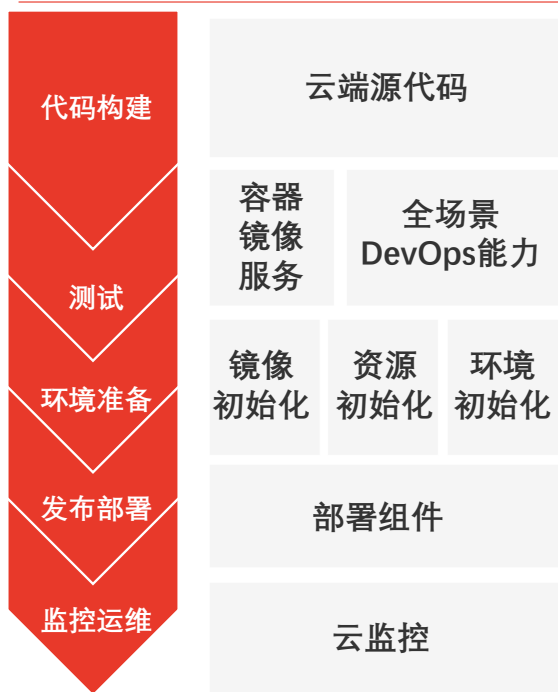 代码构建
云端源代码
容器
镜像
服务
全场景
DevOps能力
测试
环境准备
镜像
初始化
资源
初始化
环境
初始化
发布部署
部署组件
监控运维
云监控